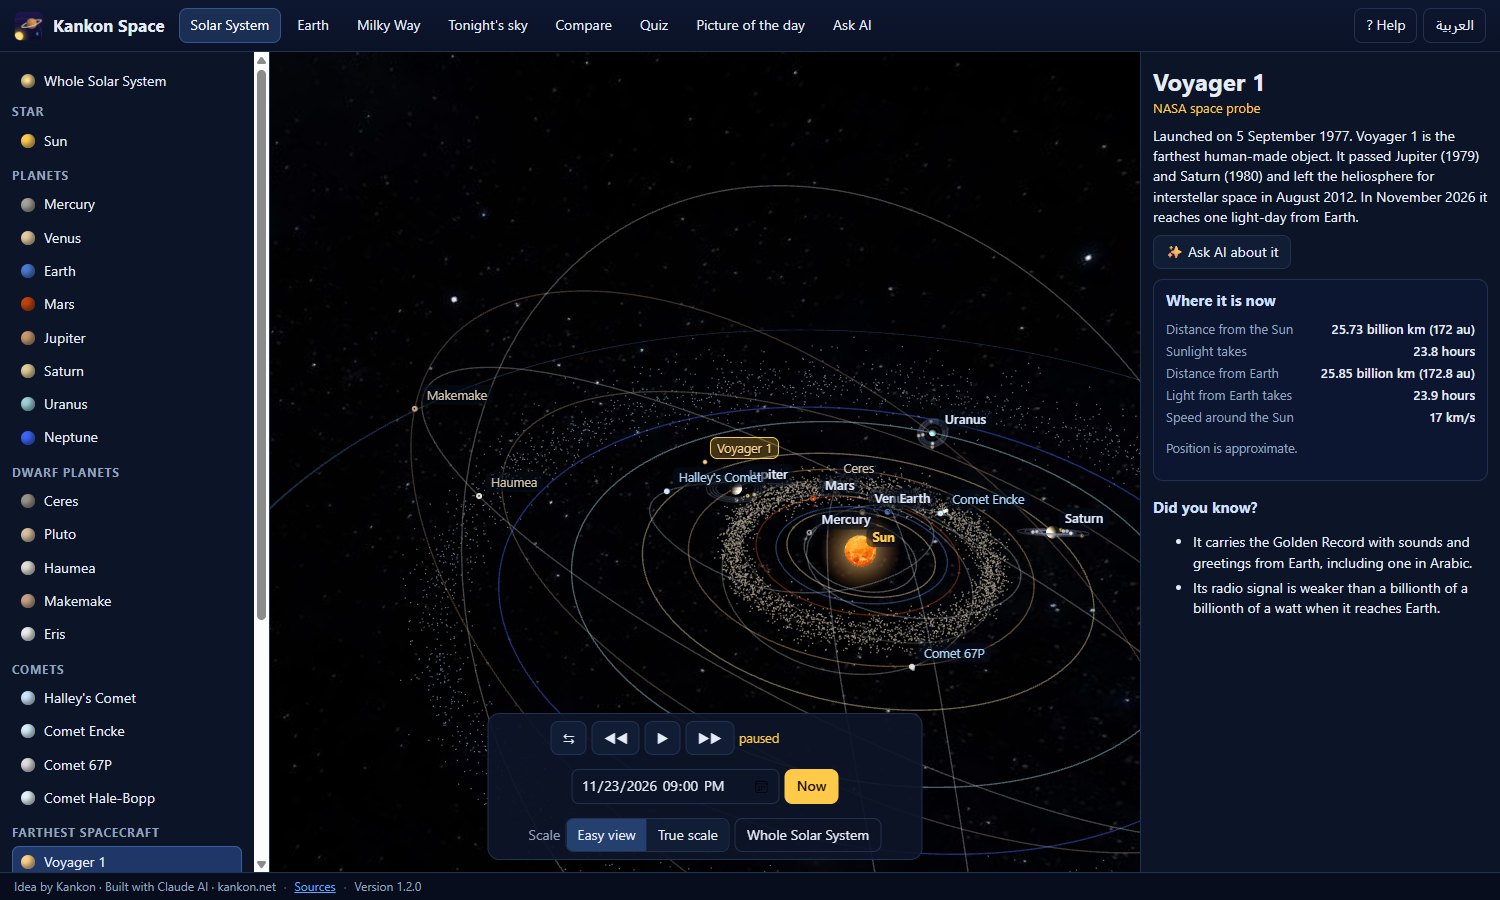 Kankon Space
Solar System
Earth
Milky Way
Tonight's sky
Compare
Quiz
Picture of the day
Ask AI
? Help
العربية
Whole Solar System
STAR
Sun
PLANETS
Mercury
Venus
Earth
Mars
Jupiter
Saturn
Uranus
Neptune
DWARF PLANETS
Ceres
Pluto
Haumea
Makemake
Eris
COMETS
Halley's Comet
Comet Encke
Comet 67P
Comet Hale-Bopp
FARTHEST SPACECRAFT
Voyager 1
Makemake
Uranus
Voyager 1
Ceres
Halley's Comet
Haumea
Mars
Earth
Comet Encke
Mercury
Saturn
Sun
Comet 67P
paused
11/23/2026 09:00 PM
Now
Scale
Easy view
True scale
Whole Solar System
Voyager 1
NASA space probe
Launched on 5 September 1977. Voyager 1 is the
farthest human-made object. It passed Jupiter (1979)
and Saturn (1980) and left the heliosphere for
interstellar space in August 2012. In November 2026 it
reaches one light-day from Earth.
Ask AI about it
Where it is now
Distance from the Sun 25.73 billion km (172 au)
Sunlight takes 23.8 hours
Distance from Earth 25.85 billion km (172.8 au)
Light from Earth takes 23.9 hours
Speed around the Sun 17 km/s
Position is approximate.
Did you know?
It carries the Golden Record with sounds and
greetings from Earth, including one in Arabic.
Its radio signal is weaker than a billionth of a
billionth of a watt when it reaches Earth.
Idea by Kankon · Built with Claude AI · kankon.net · Sources · Version 1.2.0